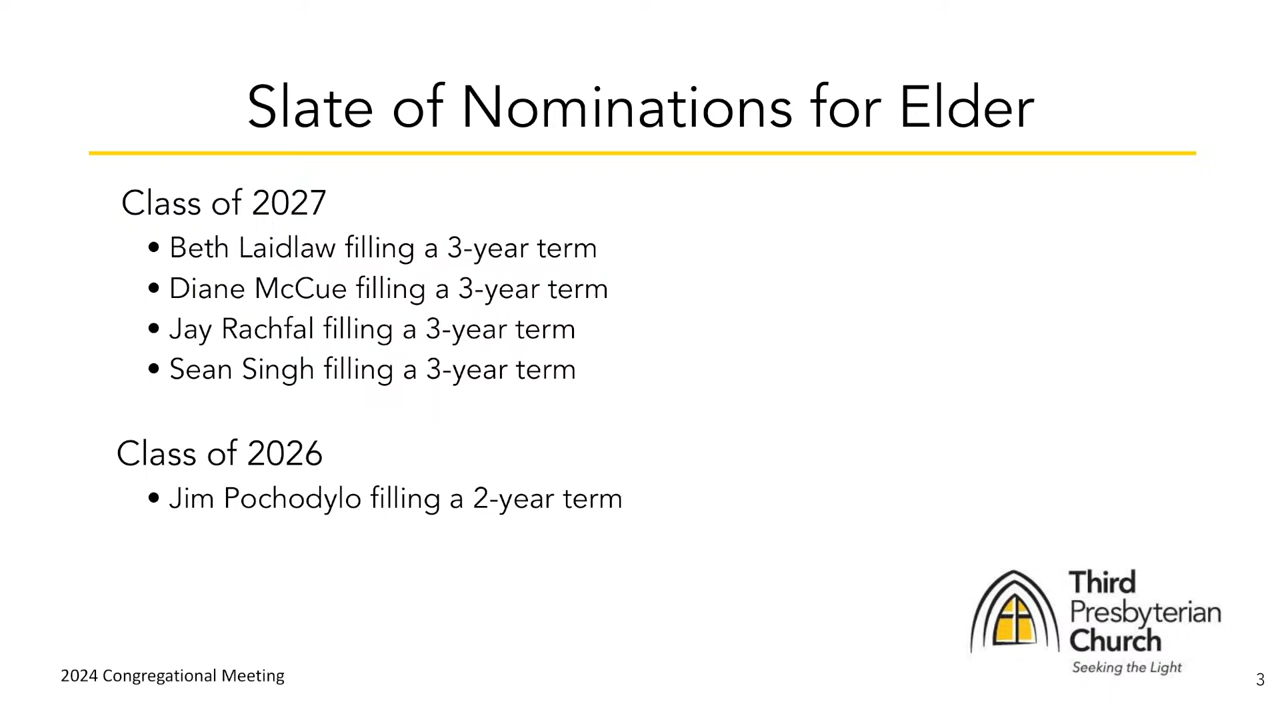 Slate of Nominations for Elder
Class of 2027
• Beth Laidlaw filling a 3-year term
• Diane McCue filling a 3-year term
• Jay Rachfal filling a 3-year term
• Sean Singh filling a 3-year term
Class of 2026
• Jim Pochodylo filling a 2-year term
Third
Presbyterian
Church
Seeking the Light
2024 Congregational Meeting
3